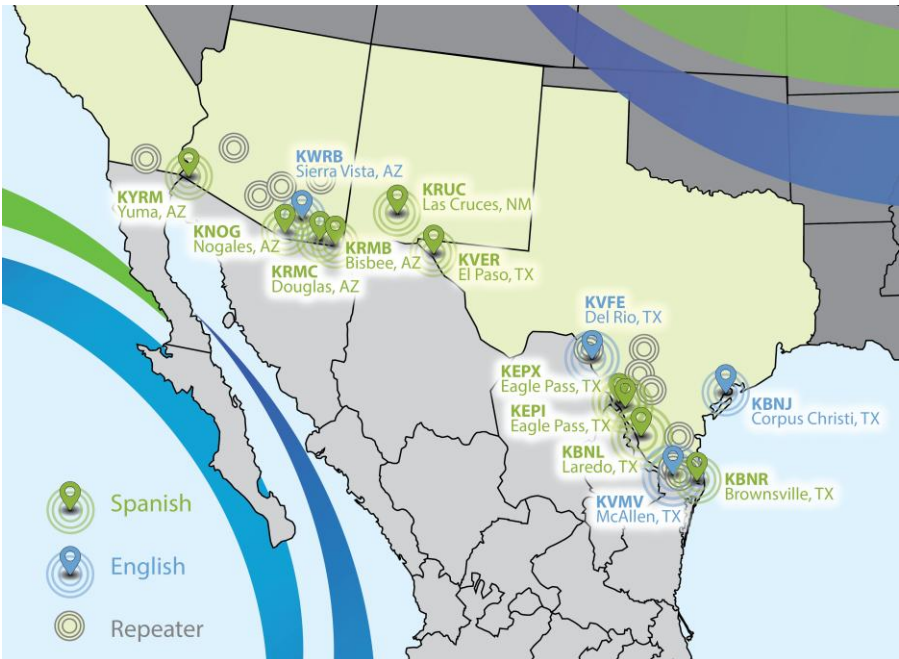 KWRB
Sierra Vista, AZ
KYRM
Yuma, AZ
KRUC
Las Cruces, NM
KNOG
Nogales, AZ
KRMB
Bisbee, AZ
KVER
El Paso, TX
KRMC
Douglas, AZ
KVFE
Del Rio, TX
KEPX
Eagle Pass, TX
KBNJ
Corpus Christi, TX
KEPI
Eagle Pass, TX
KBNL
Laredo, TX
KBNR
Brownsville, TX
KVMV
McAllen, TX
Spanish
English
Repeater